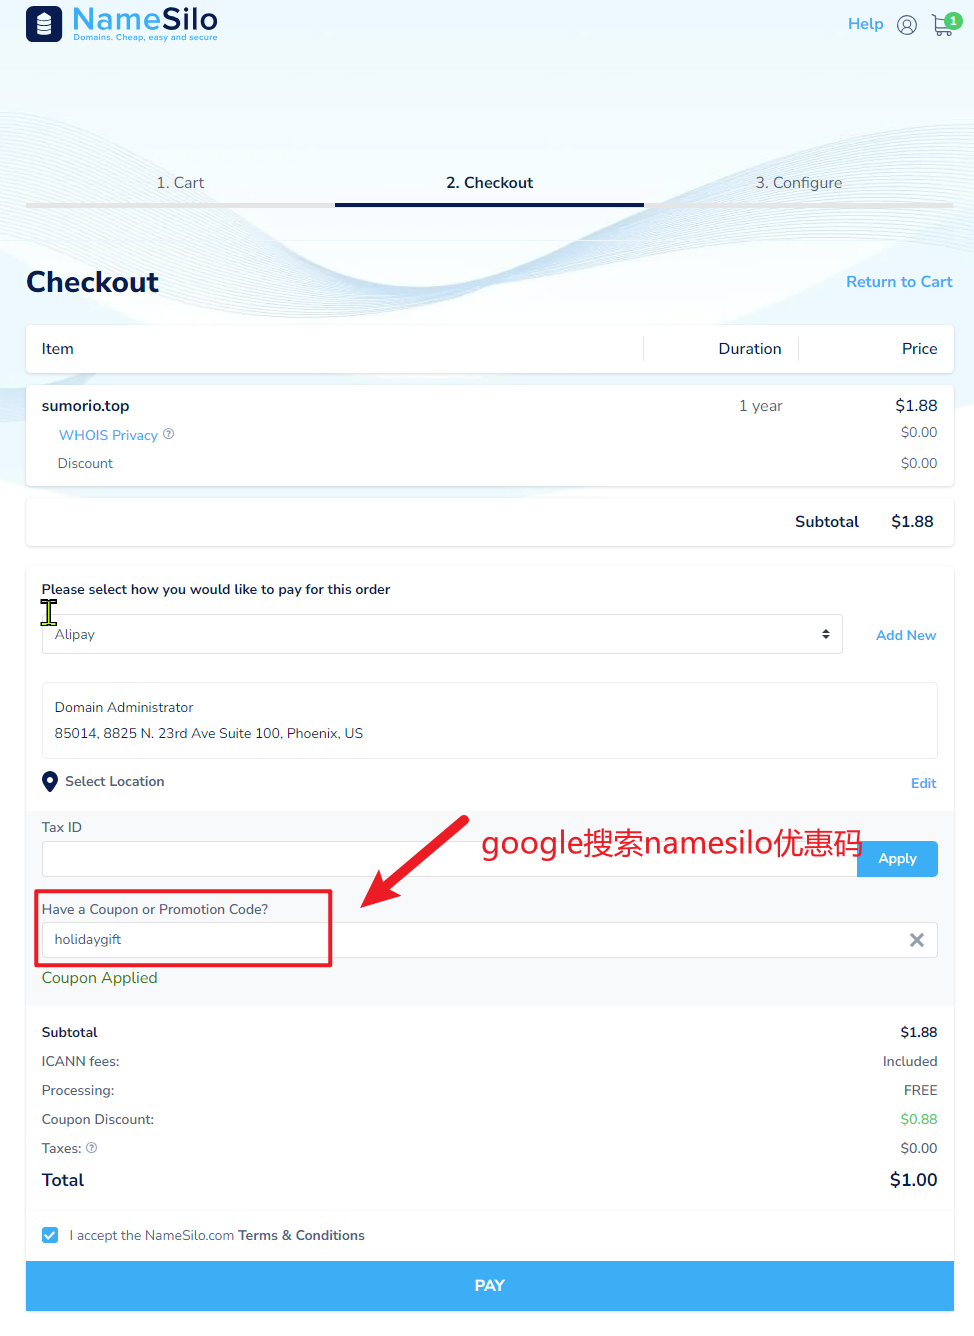 NameSilo
Domains. Cheap, easy and secure
Help
1
1. Cart
2. Checkout
3. Configure
Checkout
Return to Cart
Item Duration Price
sumorio.top 1 year $1.88
WHOIS Privacy ? $0.00
Discount $0.00
Subtotal $1.88
Please select how you would like to pay for this order
Alipay
Add New
Domain Administrator
85014, 8825 N. 23rd Ave Suite 100, Phoenix, US
Select Location
Edit
Tax ID
google搜索namesilo优惠码
Apply
Have a Coupon or Promotion Code?
holidaygift
Coupon Applied
Subtotal $1.88
ICANN fees: Included
Processing: FREE
Coupon Discount: $0.88
Taxes: ? $0.00
Total $1.00
I accept the NameSilo.com Terms & Conditions
PAY